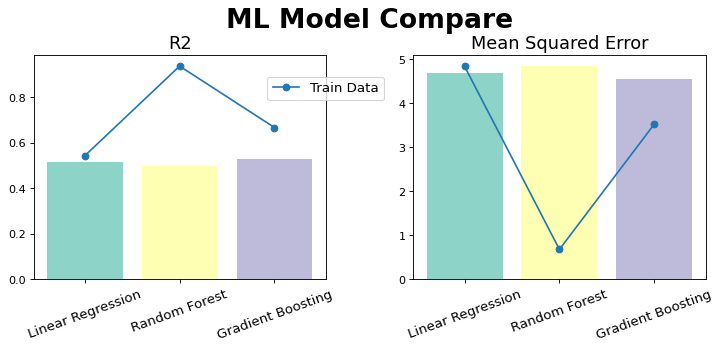 ML Model Compare
R2
Train Data
0.8
0.6
0.4
0.2
0.0
Linear Regression
Random Forest
Gradient Boosting
Mean Squared Error
5
4
3
2
1
0
Linear Regression
Random Forest
Gradient Boosting